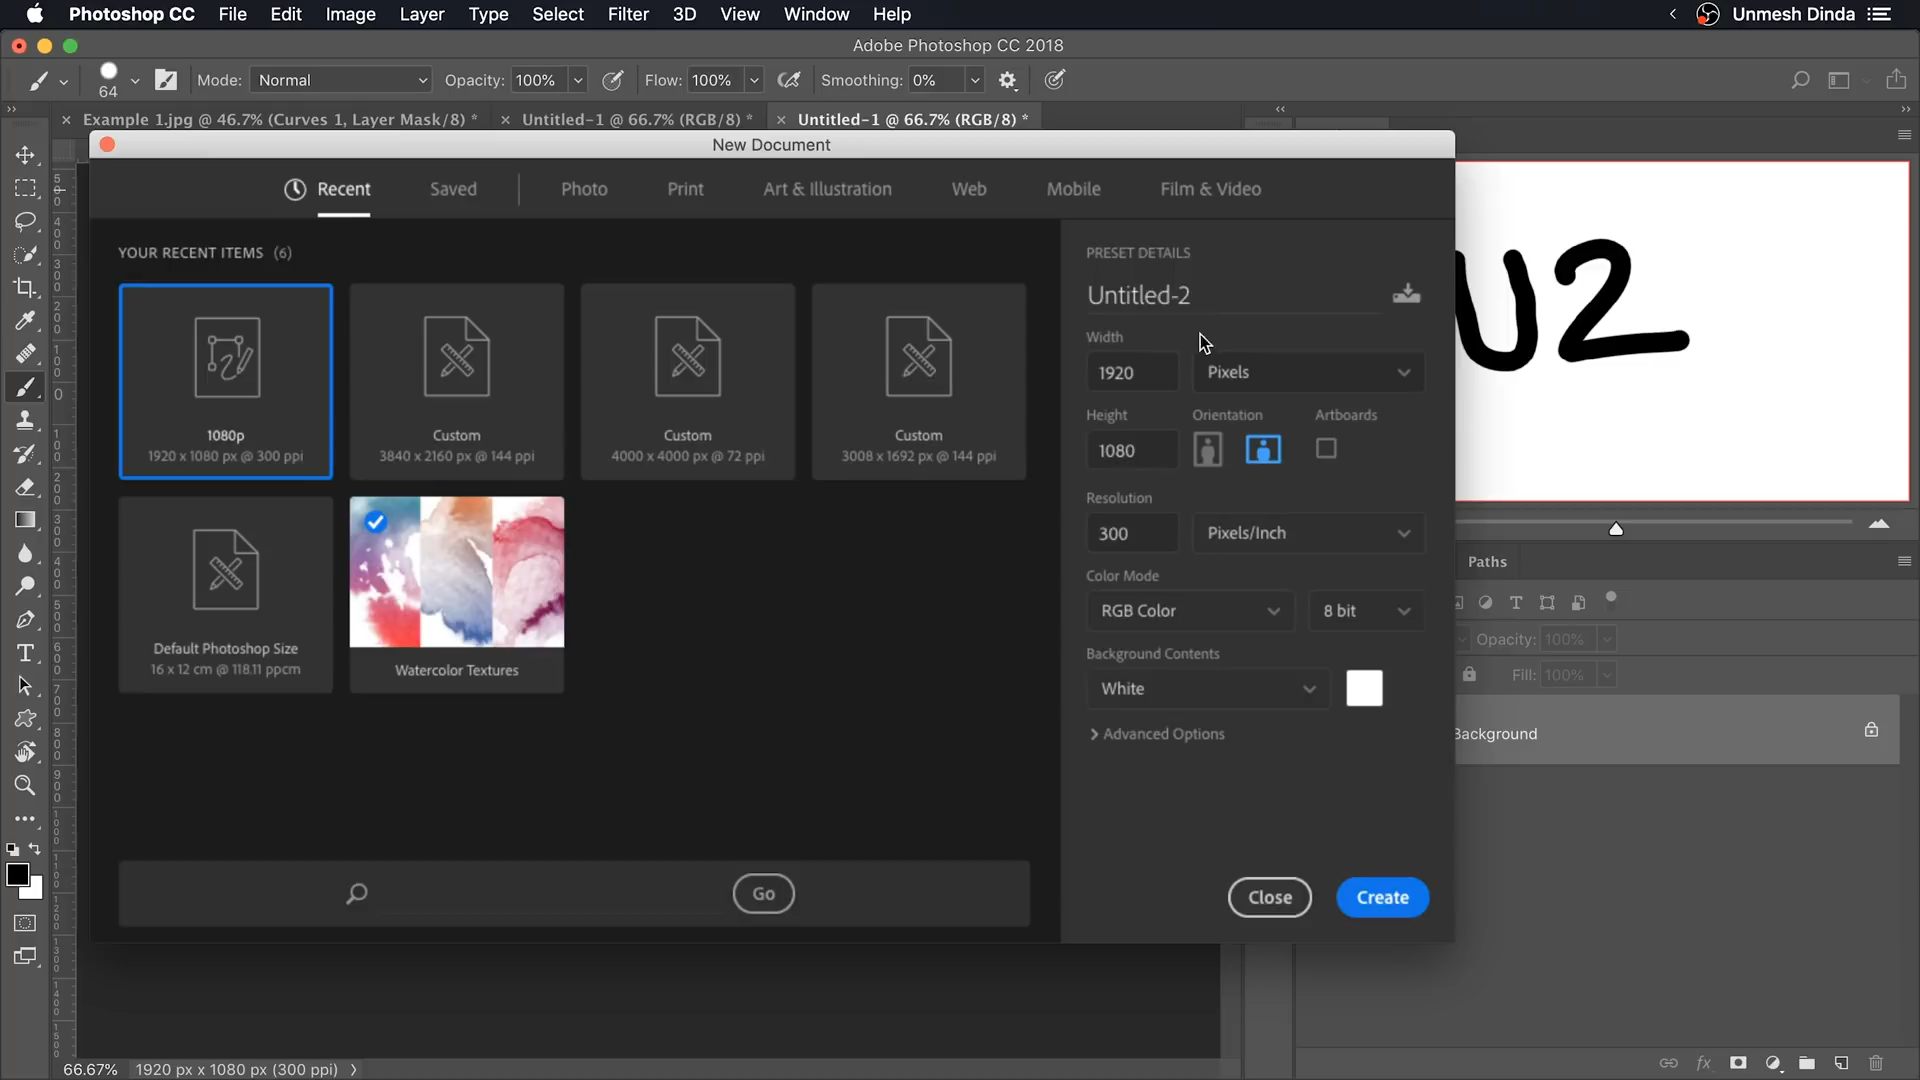 Photoshop CC File Edit Image Layer Type Select Filter 3D View Window Help Unmesh Dinda
Adobe Photoshop CC 2018
64 Mode: Normal Opacity: 100% Flow: 100% Smoothing: 0%
Example 1.jpg @ 46.7% (Curves 1, Layer Mask/8) * Untitled-1 @ 66.7% (RGB/8) * Untitled-1 @ 66.7% (RGB/8) *
New Document
Recent Saved Photo Print Art & Illustration Web Mobile Film & Video
YOUR RECENT ITEMS (6)
1080p
1920 x 1080 px @ 300 ppi
Custom
3840 x 2160 px @ 144 ppi
Custom
4000 x 4000 px @ 72 ppi
Custom
3008 x 1692 px @ 144 ppi
Default Photoshop Size
16 x 12 cm @ 118.11 ppcm
Watercolor Textures
Go
PRESET DETAILS
Untitled-2
Width
1920 Pixels
Height Orientation Artboards
1080
Resolution
300 Pixels/Inch
Color Mode
RGB Color 8 bit
Background Contents
White
Advanced Options
Close Create
U2
Paths
Opacity: 100%
Fill: 100%
Background
66.67% 1920 px x 1080 px (300 ppi)